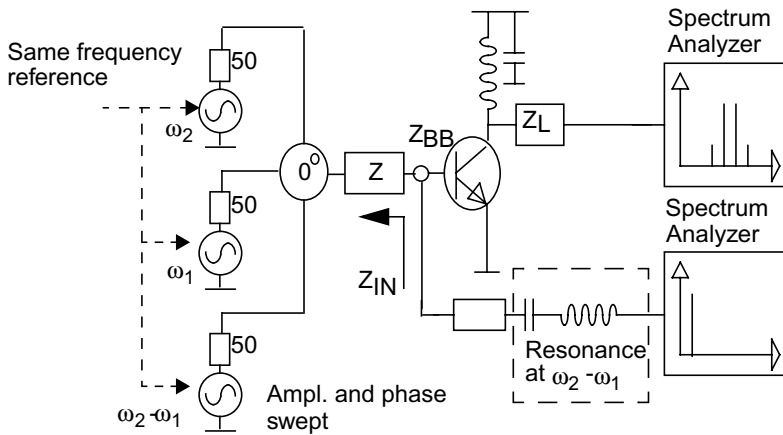 Same frequency
reference
50
ω2
50
ω1
50
ω2-ω1
Ampl. and phase
swept
0°
Z
ZIN
ZBB
ZL
Spectrum
Analyzer
Spectrum
Analyzer
Resonance
at ω2-ω1